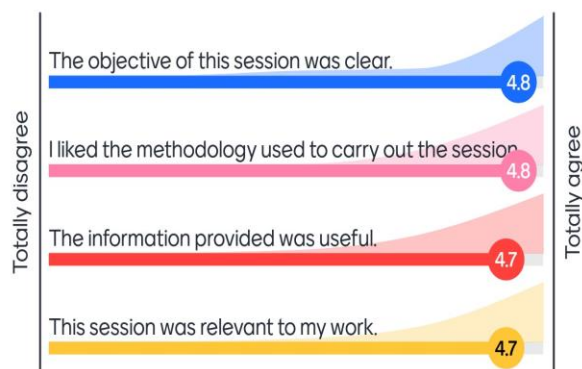 Totally disagree
The objective of this session was clear.
4.8
I liked the methodology used to carry out the session
4.8
The information provided was useful.
4.7
This session was relevant to my work.
4.7
Totally agree